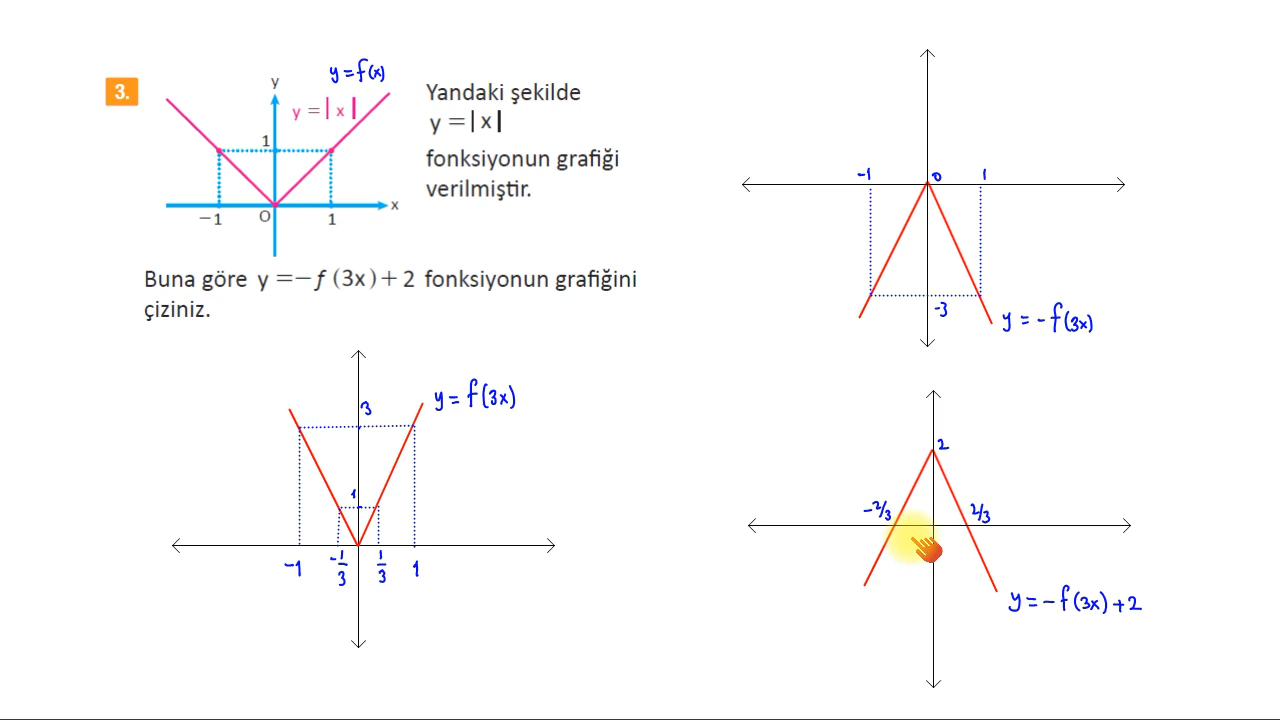 3.
y = f(x)
y
y = | x |
1
−1
O
1
x
Yandaki şekilde
y = | x |
fonksiyonun grafiği
verilmiştir.
Buna göre y = − f (3x) + 2 fonksiyonun grafiğini
çiziniz.
y = f(3x)
3
1
-1
-1/3
1/3
1
-1
0
1
-3
y = -f(3x)
2
-2/3
2/3
y = -f(3x) + 2